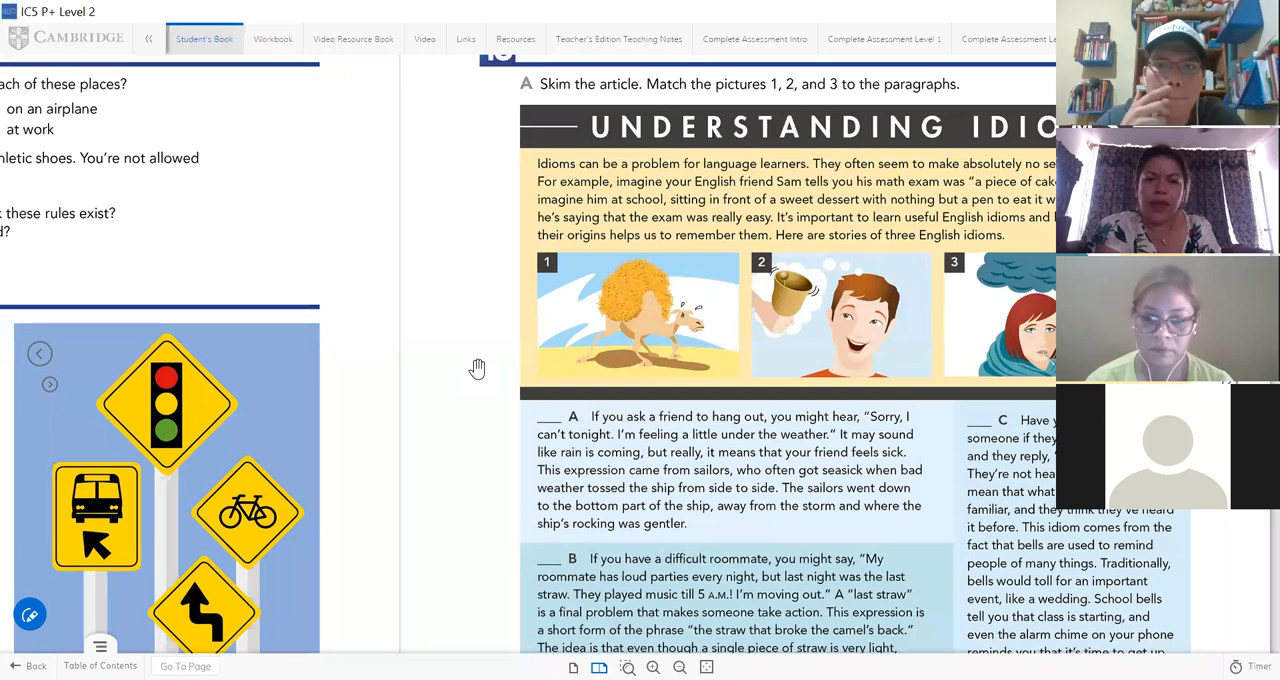 IC5 P+ Level 2
CAMBRIDGE
Student's Book
Workbook
Video Resource Book
Video
Links
Resources
Teacher's Edition Teaching Notes
Complete Assessment Intro
Complete Assessment Level 1
Complete Assessment Le
ach of these places?
on an airplane
at work
hletic shoes. You're not allowed
k these rules exist?
d?
A Skim the article. Match the pictures 1, 2, and 3 to the paragraphs.
UNDERSTANDING IDIO
Idioms can be a problem for language learners. They often seem to make absolutely no se
For example, imagine your English friend Sam tells you his math exam was "a piece of cak
imagine him at school, sitting in front of a sweet dessert with nothing but a pen to eat it w
he's saying that the exam was really easy. It's important to learn useful English idioms and
their origins helps us to remember them. Here are stories of three English idioms.
1
2
3
____ A If you ask a friend to hang out, you might hear, "Sorry, I
can't tonight. I'm feeling a little under the weather." It may sound
like rain is coming, but really, it means that your friend feels sick.
This expression came from sailors, who often got seasick when bad
weather tossed the ship from side to side. The sailors went down
to the bottom part of the ship, away from the storm and where the
ship's rocking was gentler.
____ B If you have a difficult roommate, you might say, "My
roommate has loud parties every night, but last night was the last
straw. They played music till 5 A.M.! I'm moving out." A "last straw"
is a final problem that makes someone take action. This expression is
a short form of the phrase "the straw that broke the camel's back."
The idea is that even though a single piece of straw is very light,
____ C Have y
someone if they
and they reply, "
They're not hea
mean that what
familiar, and they think they've heard
it before. This idiom comes from the
fact that bells are used to remind
people of many things. Traditionally,
bells would toll for an important
event, like a wedding. School bells
tell you that class is starting, and
even the alarm chime on your phone
reminds you that it's time to get up
Back
Table of Contents
Go To Page
Timer